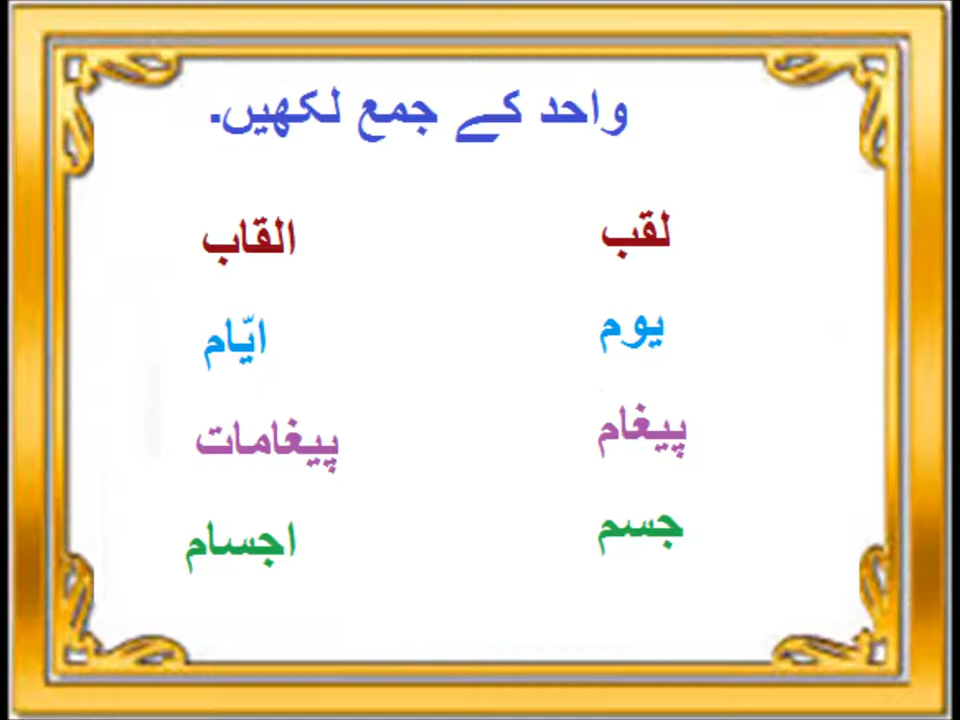 واحد کے جمع لکھیں۔
لقب القاب
یوم ایّام
پیغام پیغامات
جسم اجسام